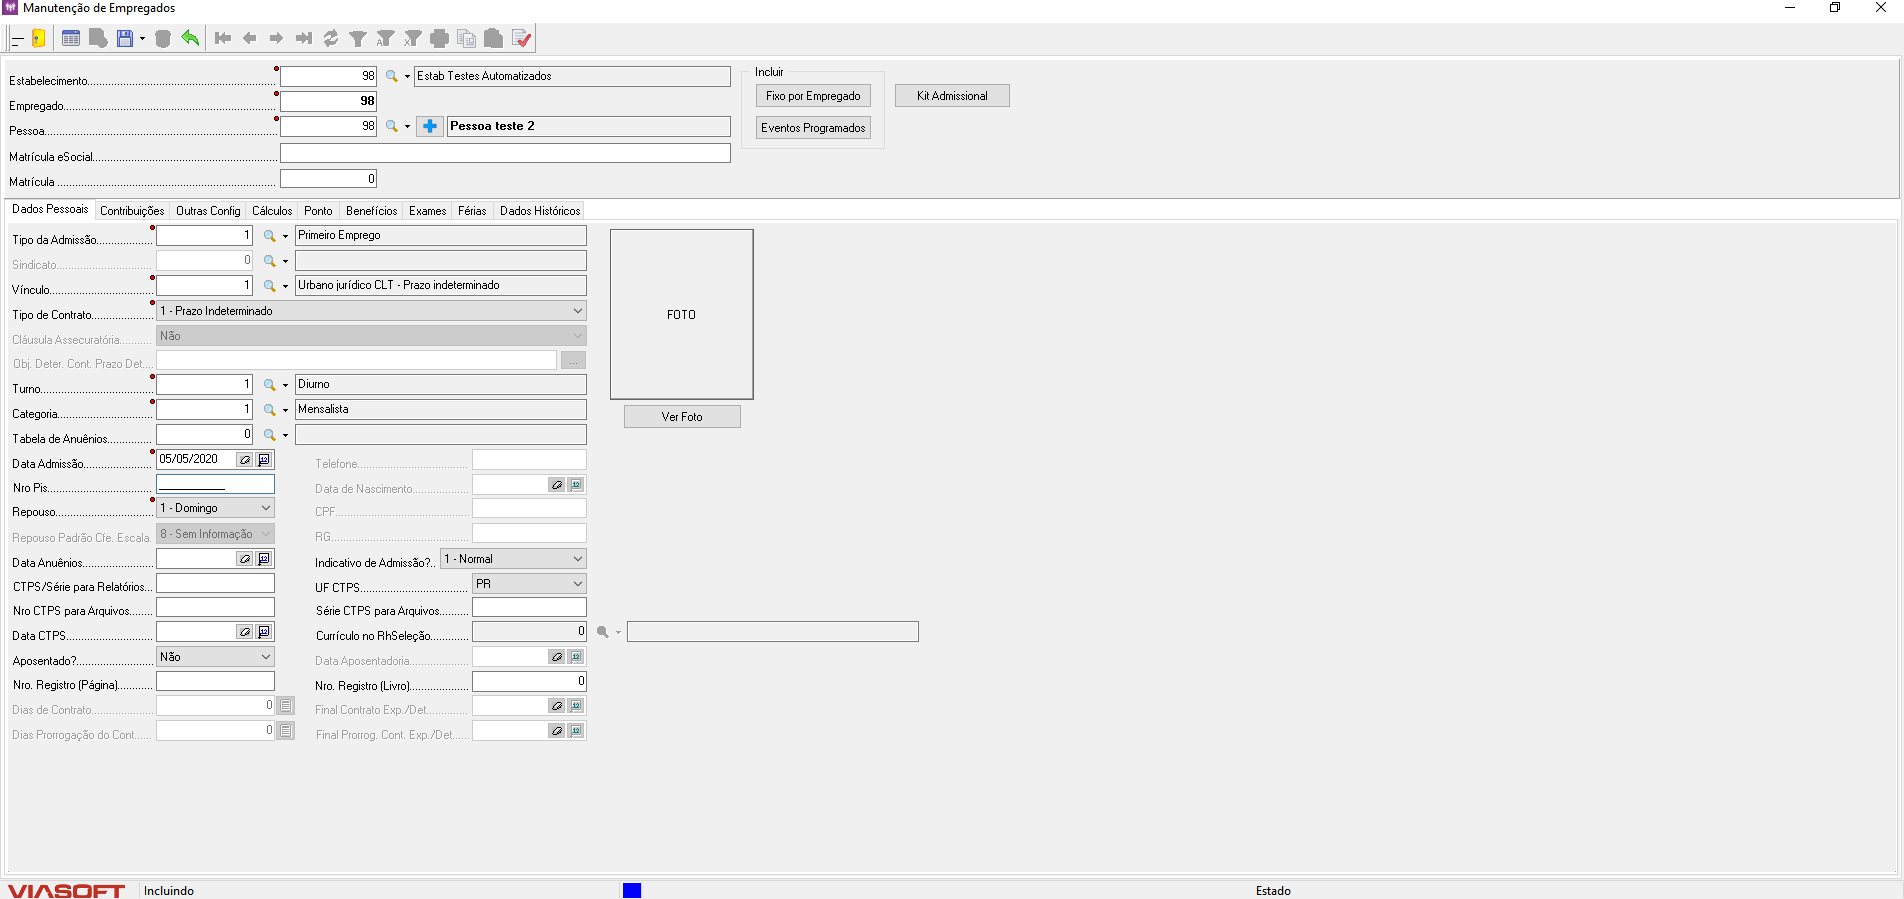 Manutenção de Empregados
Estabelecimento 98 Estab Testes Automatizados
Empregado 98
Pessoa 98 Pessoa teste 2
Matrícula eSocial
Matrícula 0
Incluir
Fixo por Empregado
Eventos Programados
Kit Admissional
Dados Pessoais Contribuições Outras Config Cálculos Ponto Benefícios Exames Férias Dados Históricos
Tipo da Admissão 1 Primeiro Emprego
Sindicato 0
Vínculo 1 Urbano jurídico CLT - Prazo indeterminado
Tipo de Contrato 1 - Prazo Indeterminado
Cláusula Assecuratória Não
Obj. Deter. Cont. Prazo Det. ...
Turno 1 Diurno
Categoria 1 Mensalista
Tabela de Anuênios 0
FOTO
Ver Foto
Data Admissão 05/05/2020 Telefone
Nro Pis Data de Nascimento
Repouso 1 - Domingo CPF
Repouso Padrão Cfe. Escala. 8 - Sem Informação RG
Data Anuênios Indicativo de Admissão?.. 1 - Normal
CTPS/Série para Relatórios UF CTPS PR
Nro CTPS para Arquivos Série CTPS para Arquivos
Data CTPS Currículo no RhSeleção 0
Aposentado? Não Data Aposentadoria
Nro. Registro (Página) Nro. Registro (Livro) 0
Dias de Contrato 0 Final Contrato Exp./Det.
Dias Prorrogação do Cont. 0 Final Prorrog. Cont. Exp./Det.
VIASOFT Incluindo Estado